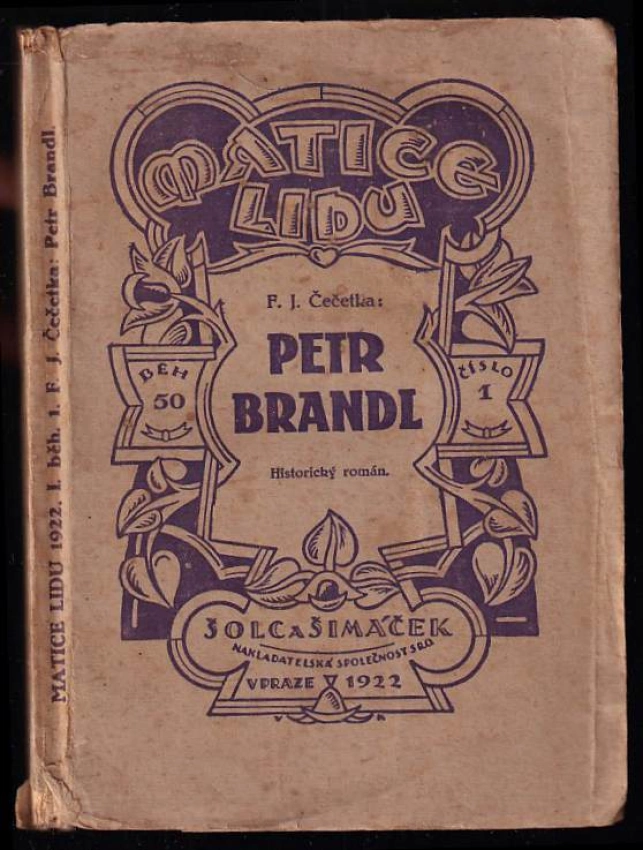 MATICE
LIDU
F. J. Čečetka:
PETR
BRANDL
Historický román.
BĚH
50
ČÍSLO
1
ŠOLC A ŠIMÁČEK
NAKLADATELSKÁ SPOLEČNOST S.R.O.
V PRAZE 1922
V K
MATICE LIDU 1922. I. běh. 1. F. J. Čečetka: Petr Brandl.